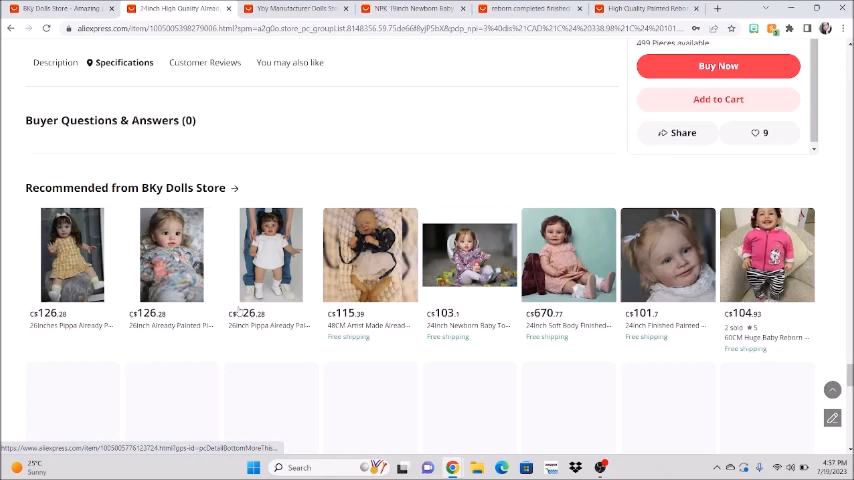 BKy Dolls Store - Amazing
24Inch High Quality Already
Yby Manufacturer Dolls Sto
NPK 19inch Newborn Baby
reborn completed finished
High Quality Painted Rebo
aliexpress.com/item/1005005398279006.html?spm=a2g0o.store_pc_groupList.8148356.59.75de66f8yjP5bX&pdp_npi=3%40dis%21CAD%21C%24%20338.98%21C%24%20101
499 Pieces available
Description
Specifications
Customer Reviews
You may also like
Buy Now
Add to Cart
Share
9
Buyer Questions & Answers (0)
Recommended from BKy Dolls Store →
C$126.28
26Inches Pippa Already P...
C$126.28
26Inch Already Painted Pi...
C$126.28
26Inch Pippa Already Pai...
C$115.39
48CM Artist Made Alread...
Free shipping
C$103.1
24Inch Newborn Baby To...
Free shipping
C$670.77
24Inch Soft Body Finished...
Free shipping
C$101.7
24Inch Finished Painted ...
Free shipping
C$104.93
2 sold ★5
60CM Huge Baby Reborn ...
Free shipping
https://www.aliexpress.com/item/1005005776123724.html?gps-id=pcDetailBottomMoreThis...
25°C
Sunny
Search
4:57 PM
7/19/2023